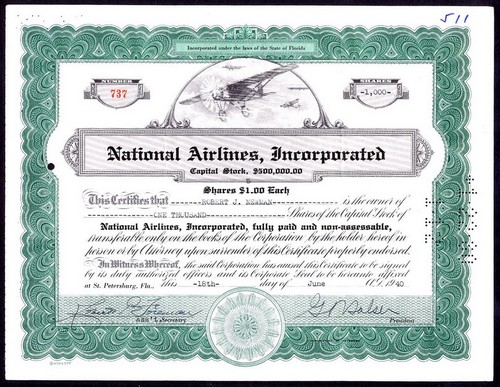 511
Incorporated under the laws of the State of Florida
NUMBER
737
SHARES
-1,000-
National Airlines, Incorporated
Capital Stock, $500,000.00
Shares $1.00 Each
This Certifies that ROBERT J. NEWMAN is the owner of
ONE THOUSAND Shares of the Capital Stock of
National Airlines, Incorporated, fully paid and non-assessable,
transferable only on the books of the Corporation by the holder hereof in
person or by Attorney upon surrender of this Certificate properly endorsed.
In Witness Whereof, the said Corporation has caused this Certificate to be signed
by its duly authorized officers and its Corporate Seal to be hereunto affixed
at St. Petersburg, Fla., this -18th- day of June A.D. 1940
Ass't. Secretary
President